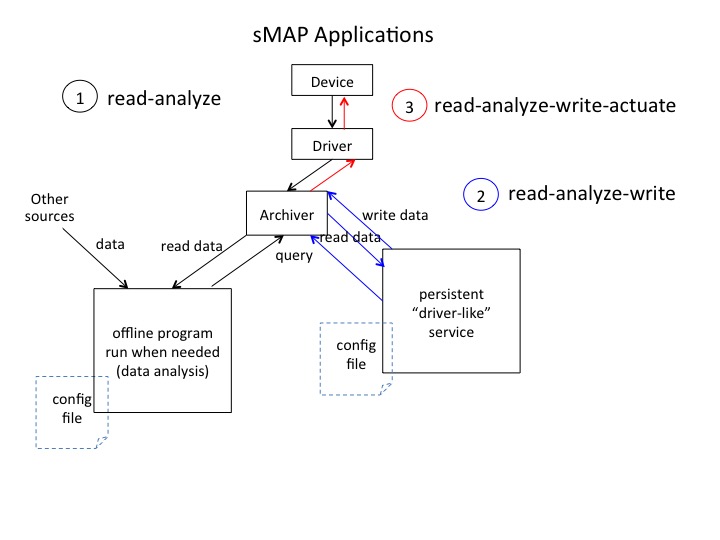 sMAP Applications
1
read-analyze
Device
3
read-analyze-write-actuate
Driver
2
read-analyze-write
Other
sources
Archiver
write data
data
read data
read data
query
offline program
run when needed
(data analysis)
persistent
“driver-like”
service
config
file
config
file